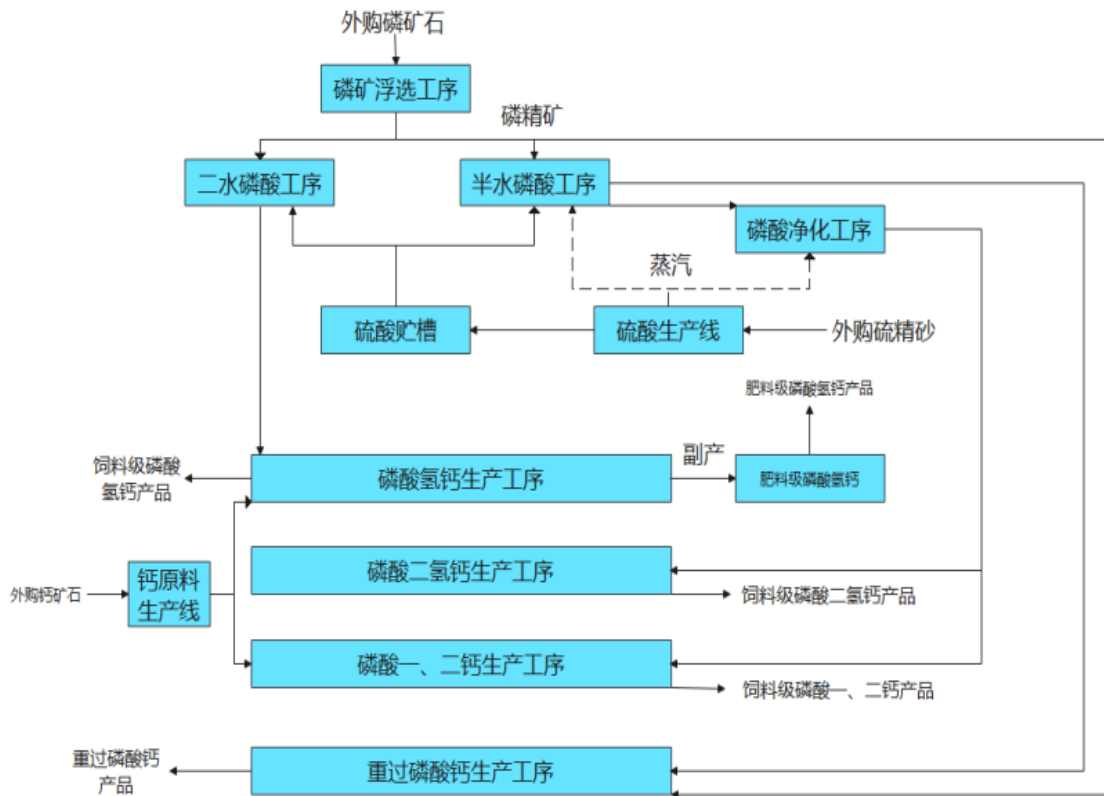 外购磷矿石
磷矿浮选工序
磷精矿
二水磷酸工序
半水磷酸工序
磷酸净化工序
蒸汽
硫酸贮槽
硫酸生产线
外购硫精砂
肥料级磷酸氢钙产品
饲料级磷酸
氢钙产品
磷酸氢钙生产工序
副产
肥料级磷酸氢钙
外购钙矿石
钙原料
生产线
磷酸二氢钙生产工序
饲料级磷酸二氢钙产品
磷酸一、二钙生产工序
饲料级磷酸一、二钙产品
重过磷酸钙
产品
重过磷酸钙生产工序